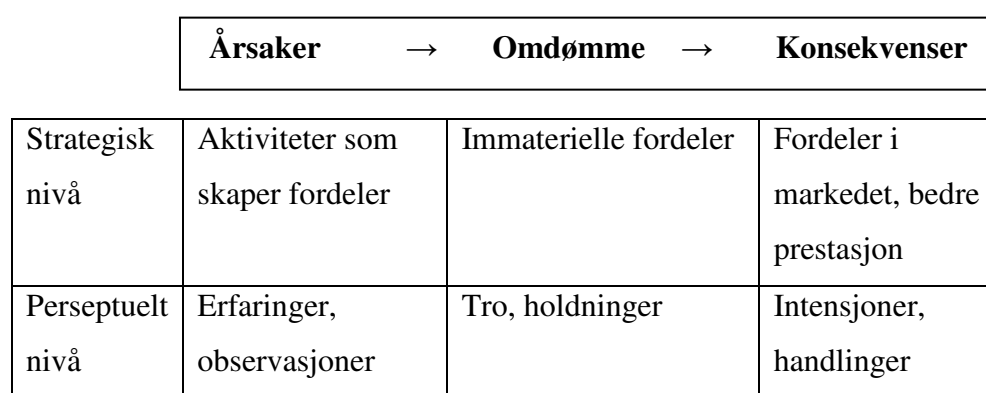 Årsaker → Omdømme → Konsekvenser
Strategisk nivå Aktiviteter som skaper fordeler Immaterielle fordeler Fordeler i markedet, bedre prestasjon
Perseptuelt nivå Erfaringer, observasjoner Tro, holdninger Intensjoner, handlinger